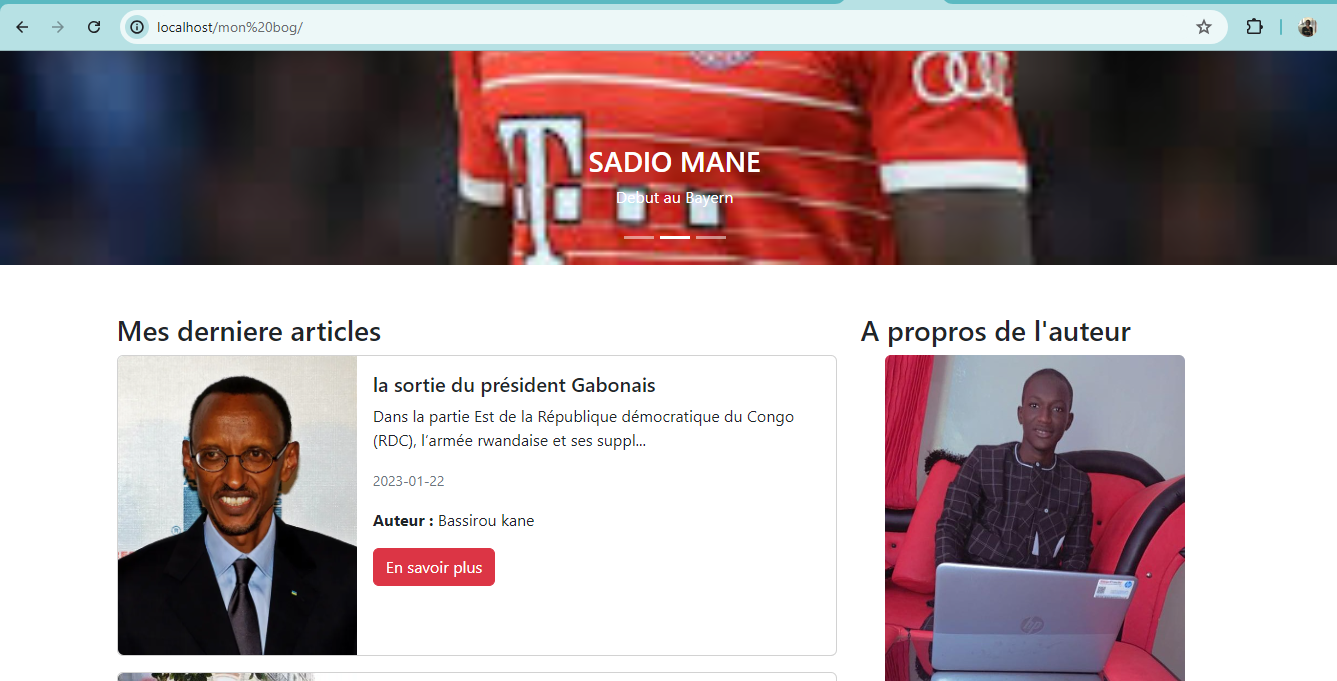 localhost/mon%20bog/
T
SADIO MANE
Debut au Bayern
Mes derniere articles
A propros de l'auteur
la sortie du président Gabonais
Dans la partie Est de la République démocratique du Congo
(RDC), l’armée rwandaise et ses suppl...
2023-01-22
Auteur : Bassirou kane
En savoir plus
hp